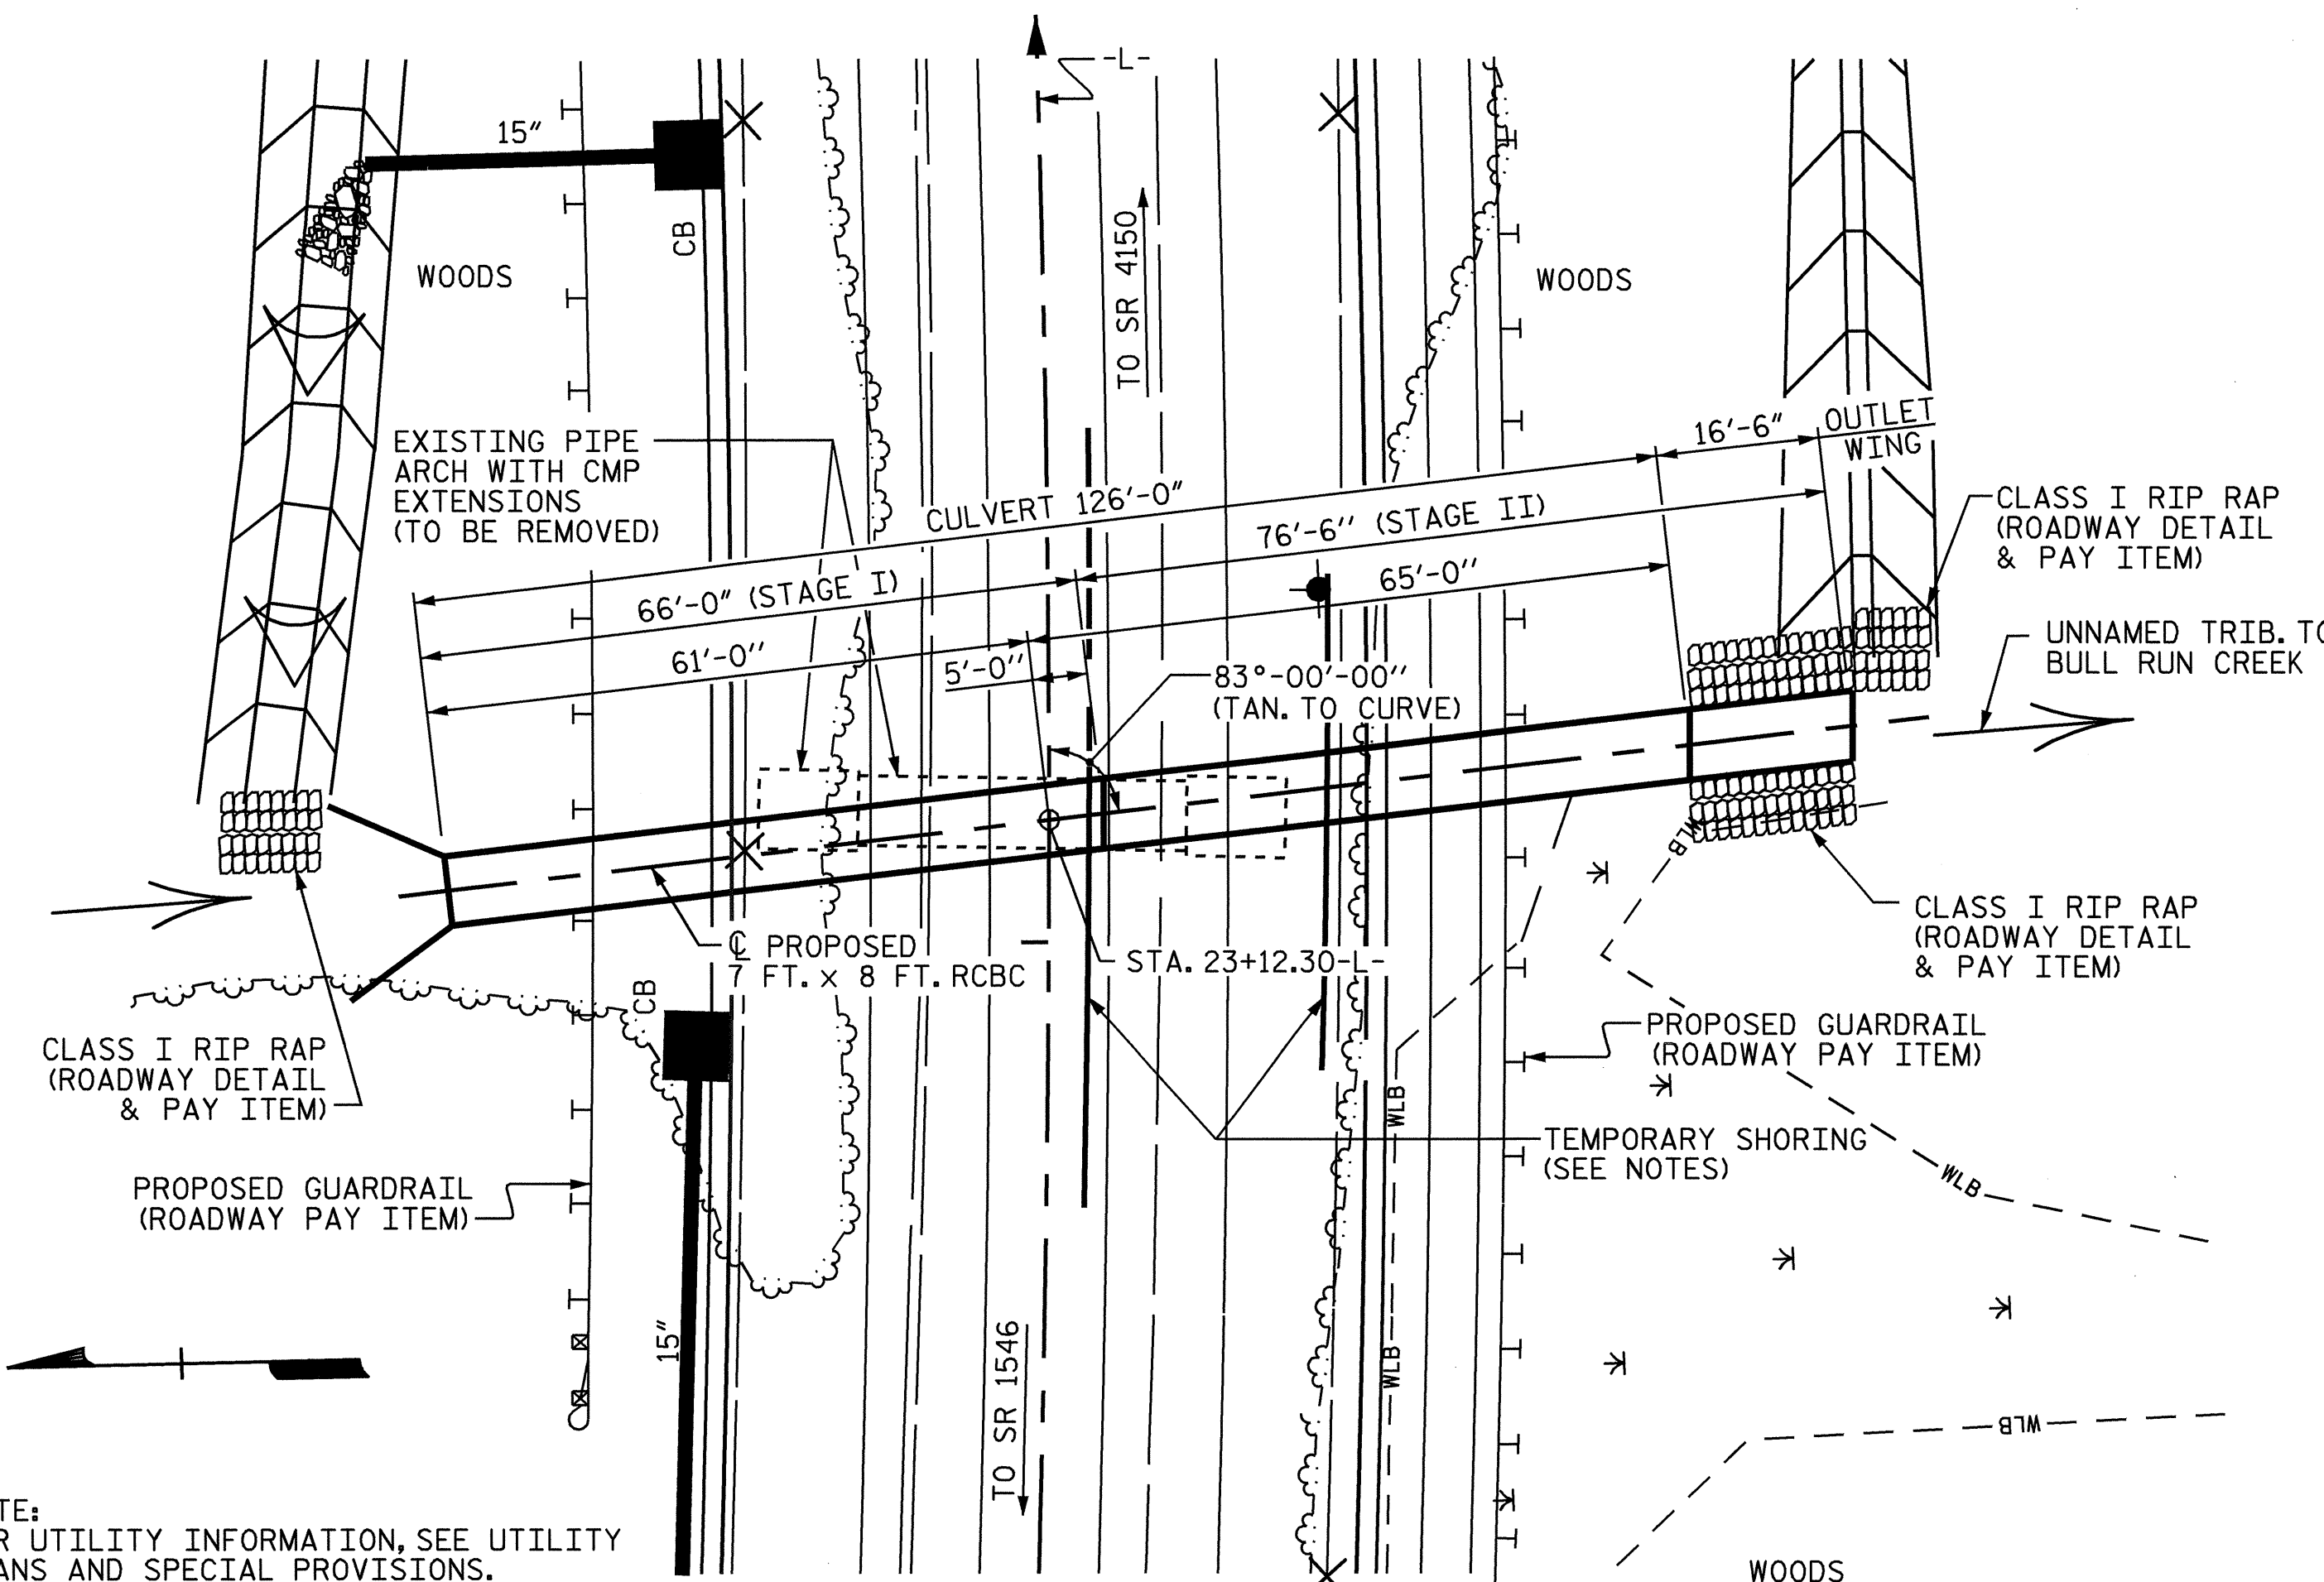 -L-
15"
CB
TO SR 4150
WOODS
WOODS
EXISTING PIPE
ARCH WITH CMP
EXTENSIONS
(TO BE REMOVED)
16'-6"
OUTLET
WING
CULVERT 126'-0"
76'-6" (STAGE II)
66'-0" (STAGE I)
65'-0"
61'-0"
5'-0"
83°-00'-00"
(TAN. TO CURVE)
CLASS I RIP RAP
(ROADWAY DETAIL
& PAY ITEM)
UNNAMED TRIB. TO
BULL RUN CREEK
WLB
CLASS I RIP RAP
(ROADWAY DETAIL
& PAY ITEM)
℄ PROPOSED
7 FT. x 8 FT. RCBC
STA. 23+12.30-L-
CB
CLASS I RIP RAP
(ROADWAY DETAIL
& PAY ITEM)
PROPOSED GUARDRAIL
(ROADWAY PAY ITEM)
WLB
TEMPORARY SHORING
(SEE NOTES)
PROPOSED GUARDRAIL
(ROADWAY PAY ITEM)
WLB
15"
TO SR 1546
WLB
WLB
TE:
R UTILITY INFORMATION, SEE UTILITY
ANS AND SPECIAL PROVISIONS.
WOODS